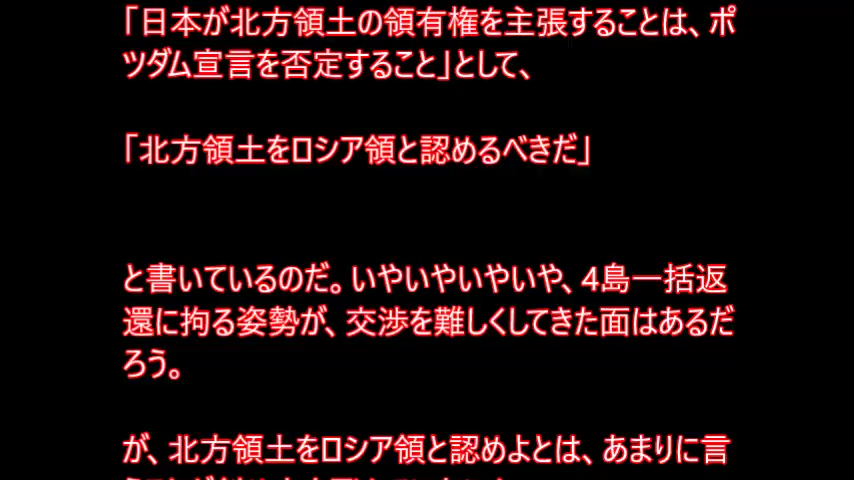 「日本が北方領土の領有権を主張することは、ポ
ツダム宣言を否定すること」として、
「北方領土をロシア領と認めるべきだ」
と書いているのだ。いやいやいやいや、4島一括返
還に拘る姿勢が、交渉を難しくしてきた面はあるだ
ろう。
が、北方領土をロシア領と認めよとは、あまりに言